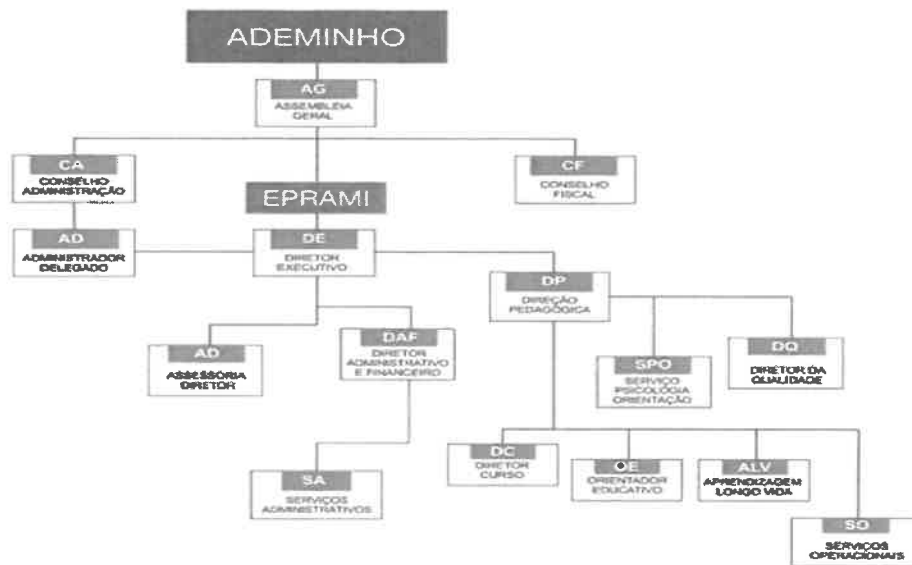 ADEMINHO
AG
ASSEMBLEIA
GERAL
CA
CONSELHO
ADMINISTRAÇÃO
CF
CONSELHO
FISCAL
EPRAMI
AD
ADMINISTRADOR
DELEGADO
DE
DIRETOR
EXECUTIVO
DP
DIREÇÃO
PEDAGÓGICA
AD
ASSESSORIA
DIRETOR
DAF
DIRETOR
ADMINISTRATIVO
E FINANCEIRO
SPO
SERVIÇO
PSICOLÓGIA
ORIENTAÇÃO
DQ
DIRETOR DA
QUALIDADE
SA
SERVIÇOS
ADMINISTRATIVOS
DC
DIRETOR
CURSO
OE
ORIENTADOR
EDUCATIVO
ALV
APRENDIZAGEM
LONGO VIDA
SO
SERVIÇOS
OPERACIONAIS